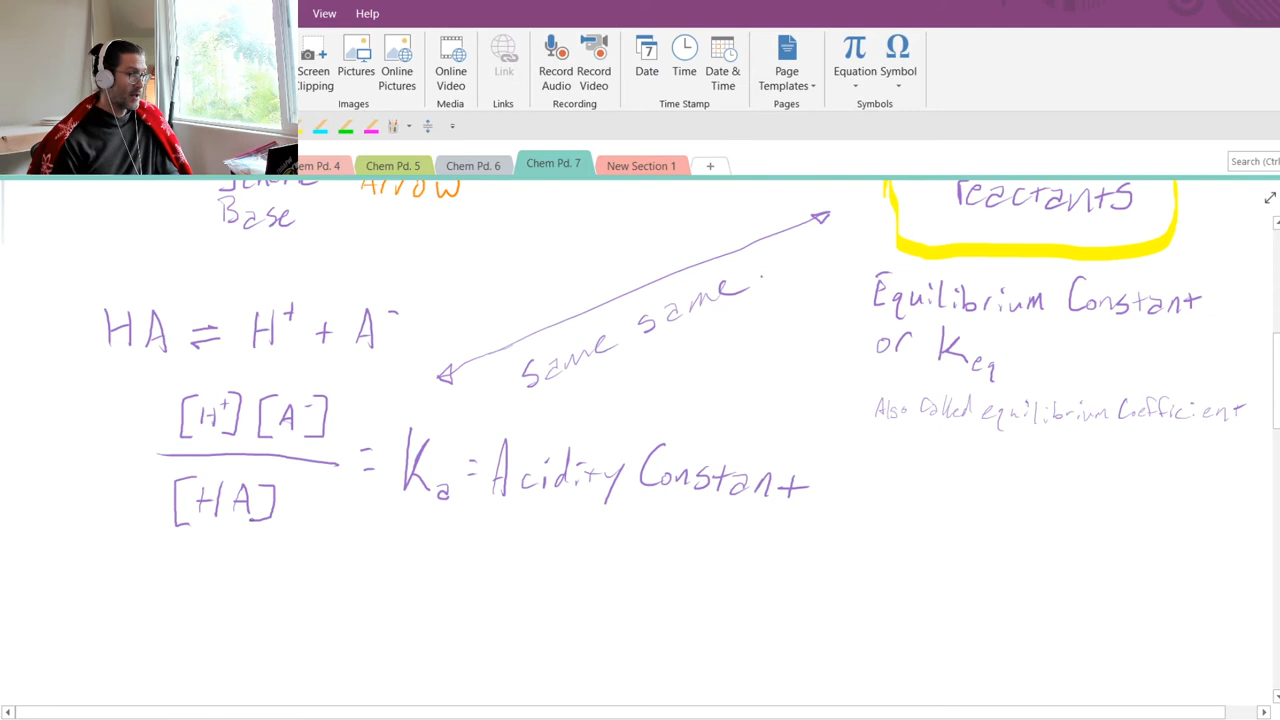 View Help
Screen Clipping
Pictures
Online Pictures
Online Video
Link
Record Audio
Record Video
Date
Time
Date & Time
Page Templates
Equation
Symbol
Images
Media
Links
Recording
Time Stamp
Pages
Symbols
m Pd. 4
Chem Pd. 5
Chem Pd. 6
Chem Pd. 7
New Section 1
+
Search (Ctrl
Arrow
Base
reactants
same same
Equilibrium Constant
or Keq
Also Called equilibrium Coefficient
HA ⇌ H⁺ + A⁻
[H⁺][A⁻]
[HA]
= Ka = Acidity Constant